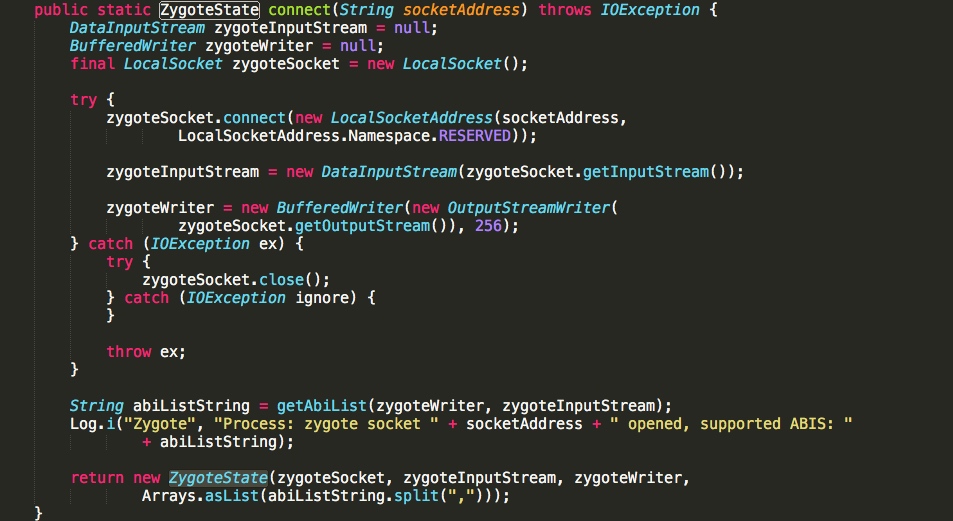 public static ZygoteState connect(String socketAddress) throws IOException {
DataInputStream zygoteInputStream = null;
BufferedWriter zygoteWriter = null;
final LocalSocket zygoteSocket = new LocalSocket();
try {
zygoteSocket.connect(new LocalSocketAddress(socketAddress,
LocalSocketAddress.Namespace.RESERVED));
zygoteInputStream = new DataInputStream(zygoteSocket.getInputStream());
zygoteWriter = new BufferedWriter(new OutputStreamWriter(
zygoteSocket.getOutputStream()), 256);
} catch (IOException ex) {
try {
zygoteSocket.close();
} catch (IOException ignore) {
}
throw ex;
}
String abiListString = getAbiList(zygoteWriter, zygoteInputStream);
Log.i("Zygote", "Process: zygote socket " + socketAddress + " opened, supported ABIS: "
+ abiListString);
return new ZygoteState(zygoteSocket, zygoteInputStream, zygoteWriter,
Arrays.asList(abiListString.split(",")));
}